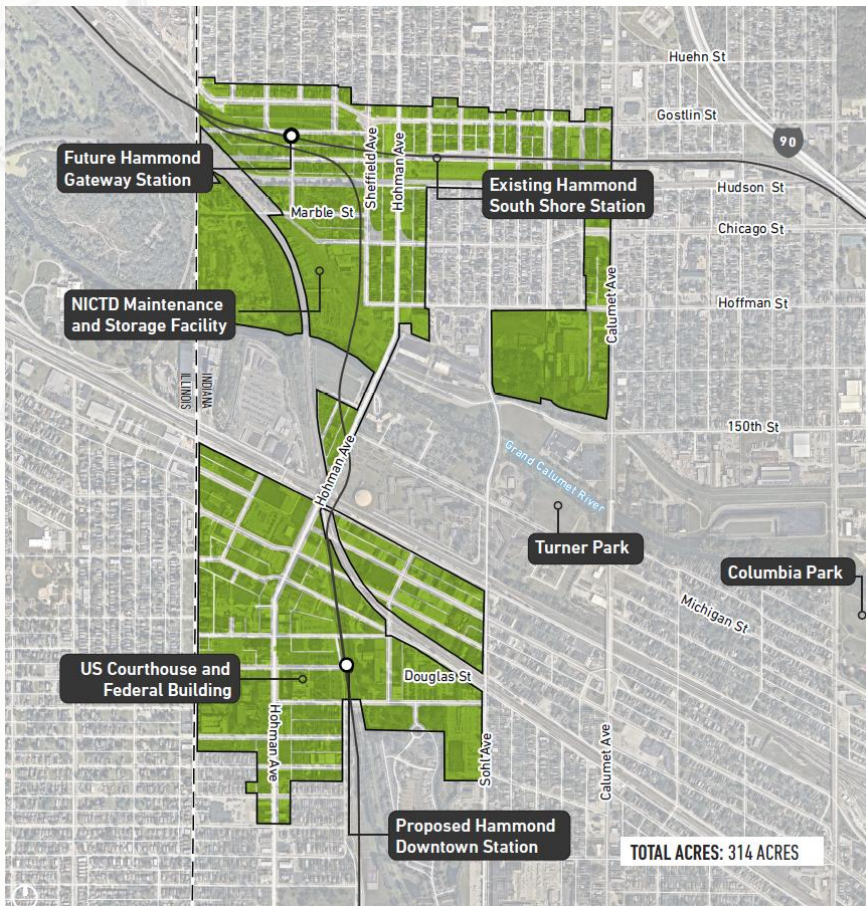 Huehn St
Gostlin St
90
Sheffield Ave
Hohman Ave
Future Hammond
Gateway Station
Existing Hammond
South Shore Station
Hudson St
Marble St
Chicago St
Calumet Ave
NICTD Maintenance
and Storage Facility
Hoffman St
ILLINOIS
INDIANA
150th St
Hohman Ave
Grand Calumet River
Turner Park
Columbia Park
Michigan St
US Courthouse and
Federal Building
Douglas St
Hohman Ave
Sohl Ave
Calumet Ave
Proposed Hammond
Downtown Station
TOTAL ACRES: 314 ACRES